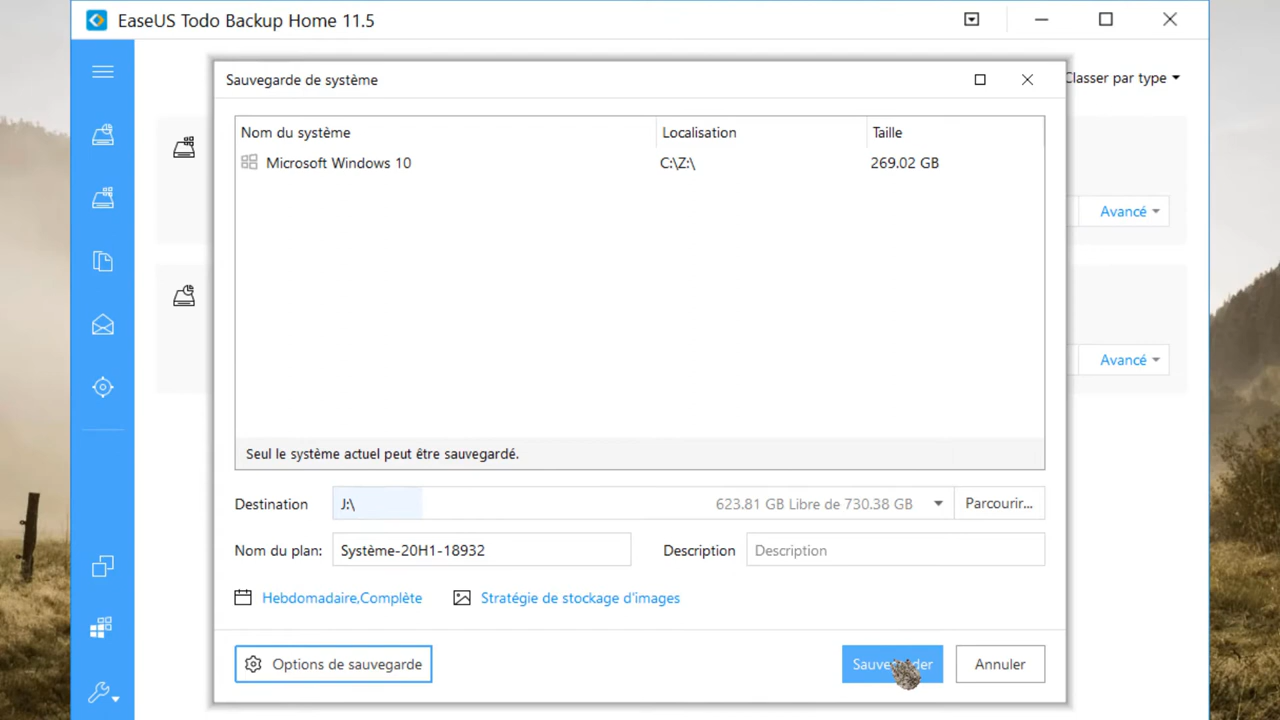 EaseUS Todo Backup Home 11.5
Classer par type
Sauvegarde de système
Nom du système Localisation Taille
Microsoft Windows 10 C:\Z:\ 269.02 GB
Avancé
Avancé
Seul le système actuel peut être sauvegardé.
Destination J:\ 623.81 GB Libre de 730.38 GB Parcourir...
Nom du plan: Système-20H1-18932 Description Description
Hebdomadaire,Complète Stratégie de stockage d'images
Options de sauvegarde Annuler